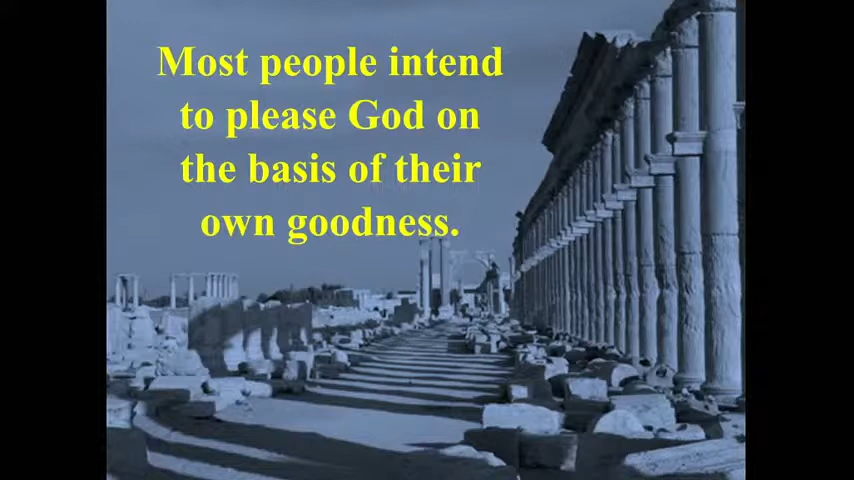 Most people intend
to please God on
the basis of their
own goodness.